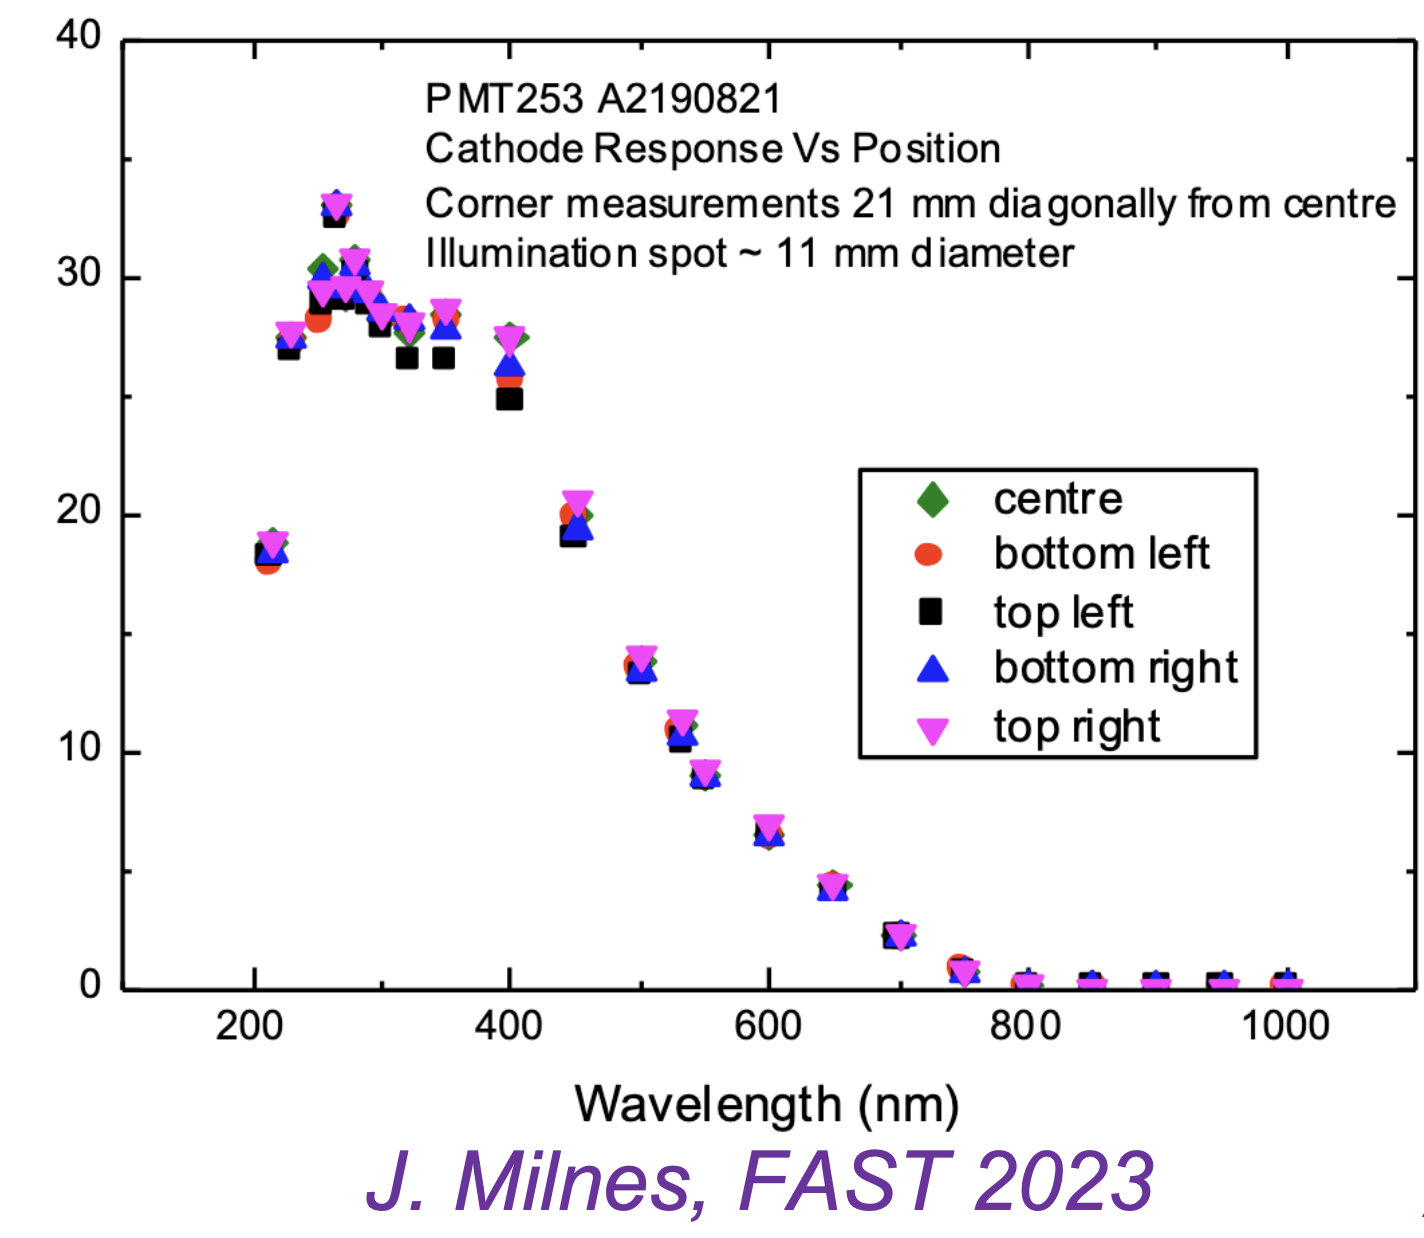 40
PMT253 A2190821
Cathode Response Vs Position
Corner measurements 21 mm diagonally from centre
Illumination spot ~ 11 mm diameter
30
20
10
0
centre
bottom left
top left
bottom right
top right
200 400 600 800 1000
Wavelength (nm)
J. Milnes, FAST 2023